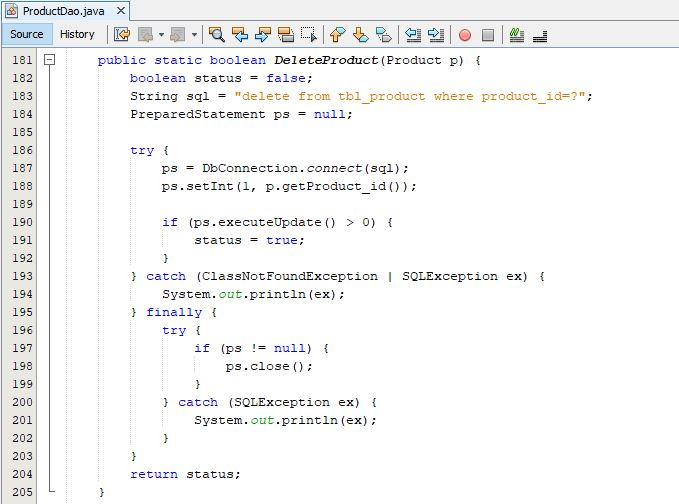 ProductDao.java
Source History
181 public static boolean DeleteProduct(Product p) {
182 boolean status = false;
183 String sql = "delete from tbl_product where product_id=?";
184 PreparedStatement ps = null;
185
186 try {
187 ps = DbConnection.connect(sql);
188 ps.setInt(1, p.getProduct_id());
189
190 if (ps.executeUpdate() > 0) {
191 status = true;
192 }
193 } catch (ClassNotFoundException | SQLException ex) {
194 System.out.println(ex);
195 } finally {
196 try {
197 if (ps != null) {
198 ps.close();
199 }
200 } catch (SQLException ex) {
201 System.out.println(ex);
202 }
203 }
204 return status;
205 }